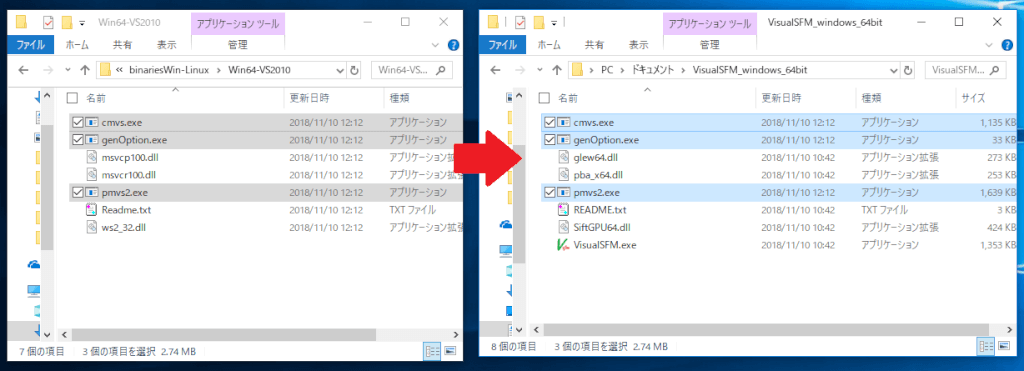 Win64-VS2010
アプリケーション ツール
ファイル ホーム 共有 表示 管理
binariesWin-Linux Win64-VS2010 Win64-VS...
名前 更新日時 種類
cmvs.exe 2018/11/10 12:12 アプリケーション
genOption.exe 2018/11/10 12:12 アプリケーション
msvcp100.dll 2018/11/10 12:12 アプリケーション拡張
msvcr100.dll 2018/11/10 12:12 アプリケーション拡張
pmvs2.exe 2018/11/10 12:12 アプリケーション
Readme.txt 2018/11/10 12:12 TXT ファイル
ws2_32.dll 2018/11/10 12:12 アプリケーション拡張
7 個の項目 3 個の項目を選択 2.74 MB
アプリケーション ツール
VisualSFM_windows_64bit
ファイル ホーム 共有 表示 管理
PC ドキュメント VisualSFM_windows_64bit VisualSFM...
名前 更新日時 種類 サイズ
cmvs.exe 2018/11/10 12:12 アプリケーション 1,135 KB
genOption.exe 2018/11/10 12:12 アプリケーション 33 KB
glew64.dll 2018/11/10 10:42 アプリケーション拡張 273 KB
pba_x64.dll 2018/11/10 10:42 アプリケーション拡張 253 KB
pmvs2.exe 2018/11/10 12:12 アプリケーション 1,639 KB
README.txt 2018/11/10 10:42 TXT ファイル 3 KB
SiftGPU64.dll 2018/11/10 10:42 アプリケーション拡張 424 KB
VisualSFM.exe 2018/11/10 10:42 アプリケーション 1,353 KB
8 個の項目 3 個の項目を選択 2.74 MB